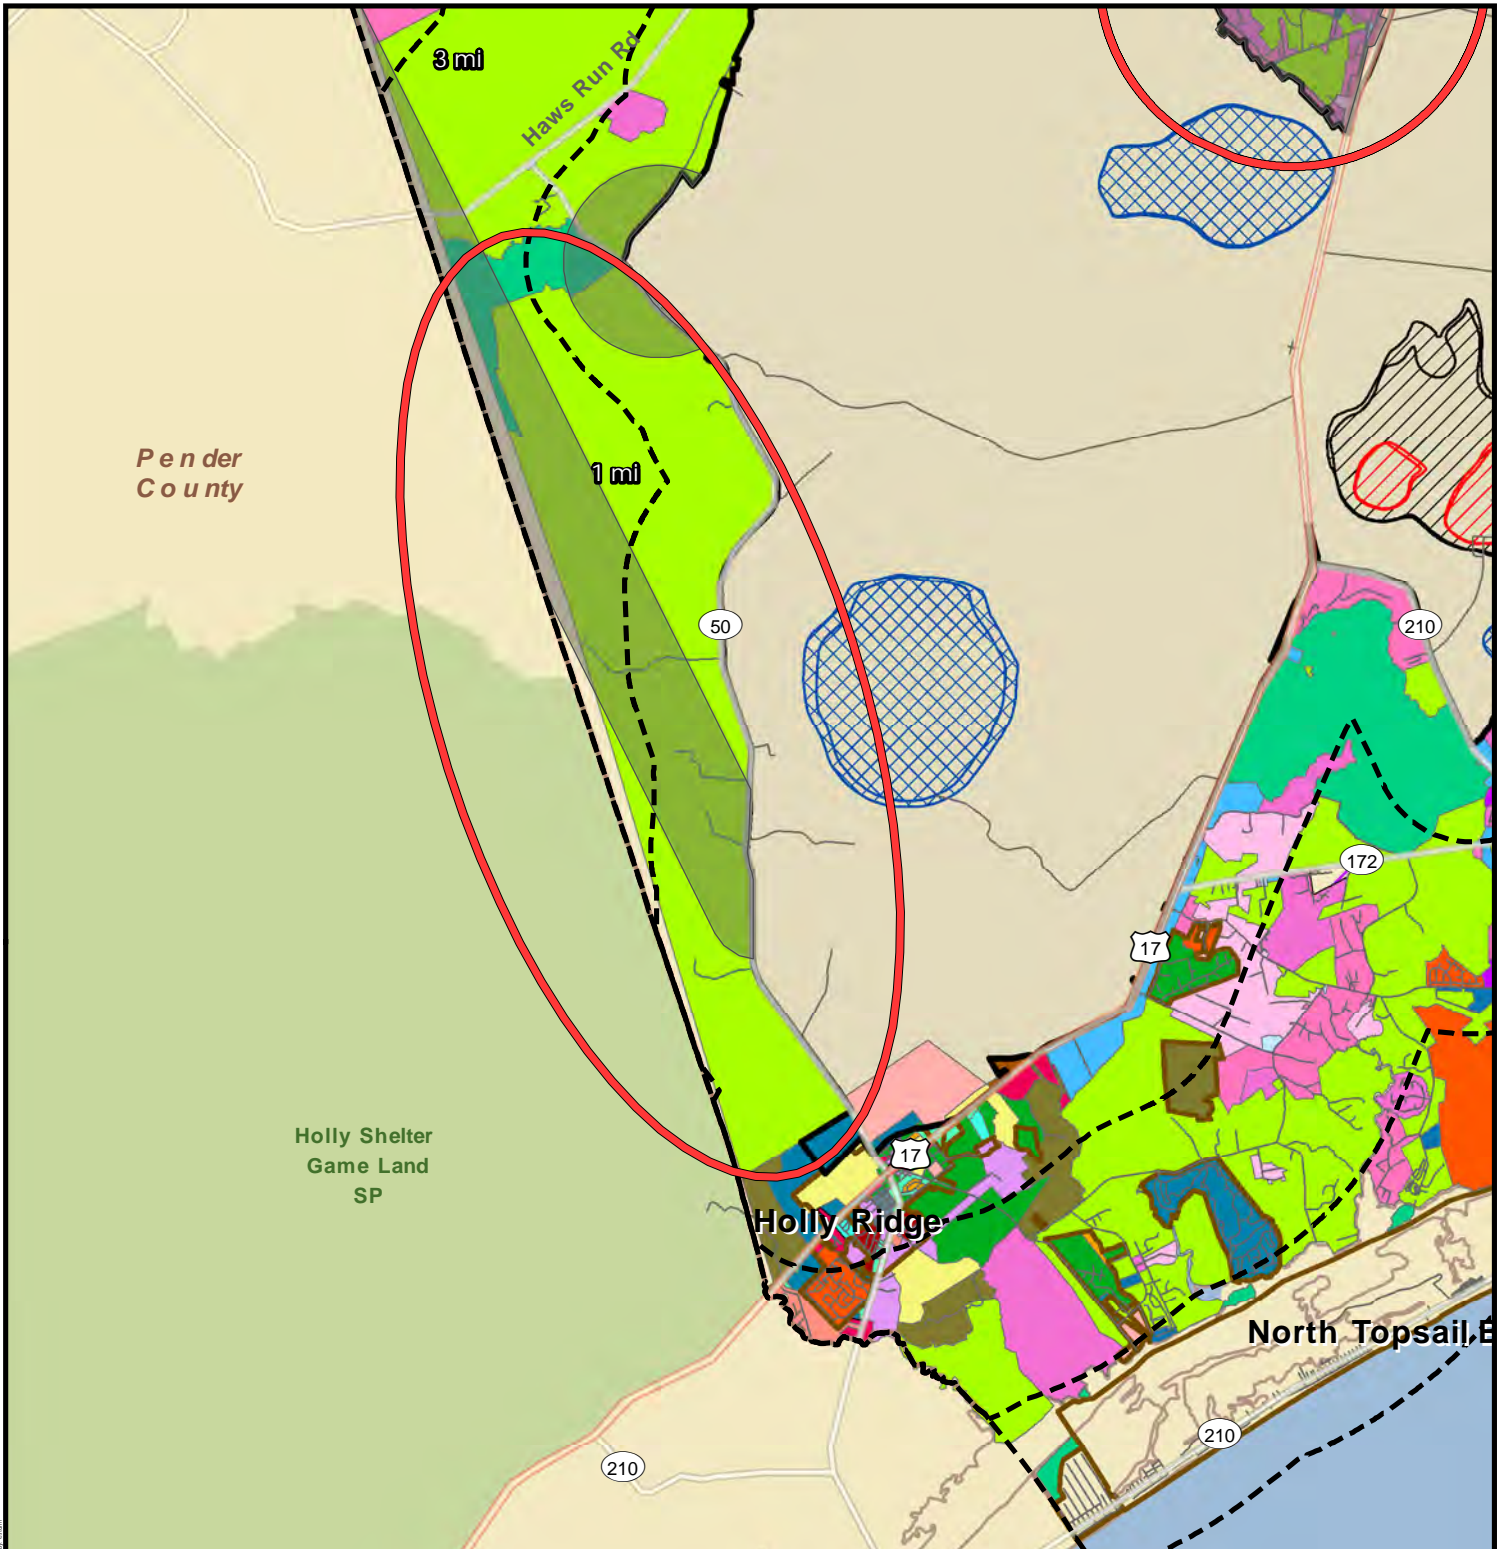 3 mi
Haws Run Rd
Pender
County
1 mi
50
210
172
17
Holly Shelter
Game Land
SP
17
Holly Ridge
North Topsail
210
210